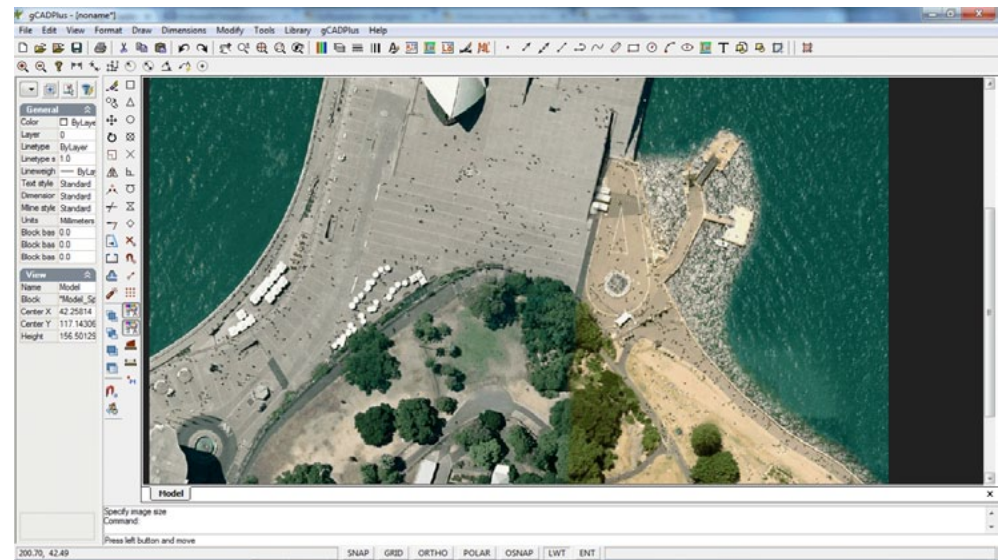 gCADPlus - [noname*]
File Edit View Format Draw Dimensions Modify Tools Library gCADPlus Help
General
Color ByLaye
Layer 0
Linetype ByLayer
Linetype s 1.0
Lineweigh ByLa
Text style Standard
Dimension Standard
Mline style Standard
Units Millimeters
Block bas 0.0
Block bas 0.0
Block bas 0.0
View
Name Model
Block "Model_Sp
Center X 42.25814
Center Y 117.14306
Height 156.50129
Model
Specify image size
Command:
Press left button and move
200.70, 42.49 SNAP GRID ORTHO POLAR OSNAP LWT ENT